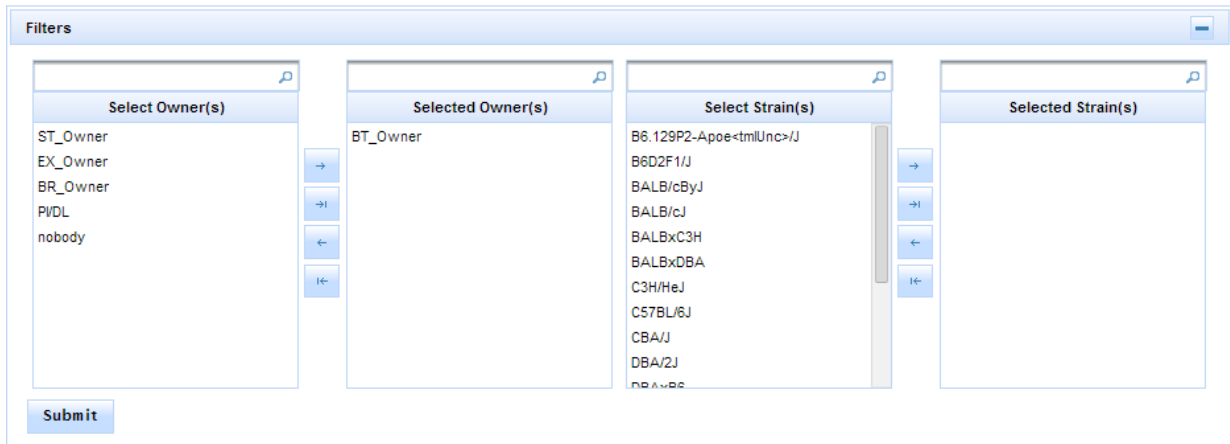 Filters
Select Owner(s)
ST_Owner
EX_Owner
BR_Owner
PI/DL
nobody
Selected Owner(s)
BT_Owner
Select Strain(s)
B6.129P2-Apoe<tmlUnc>/J
B6D2F1/J
BALB/cByJ
BALB/cJ
BALBxC3H
BALBxDBA
C3H/HeJ
C57BL/6J
CBA/J
DBA/2J
DBAxB6
Selected Strain(s)
Submit